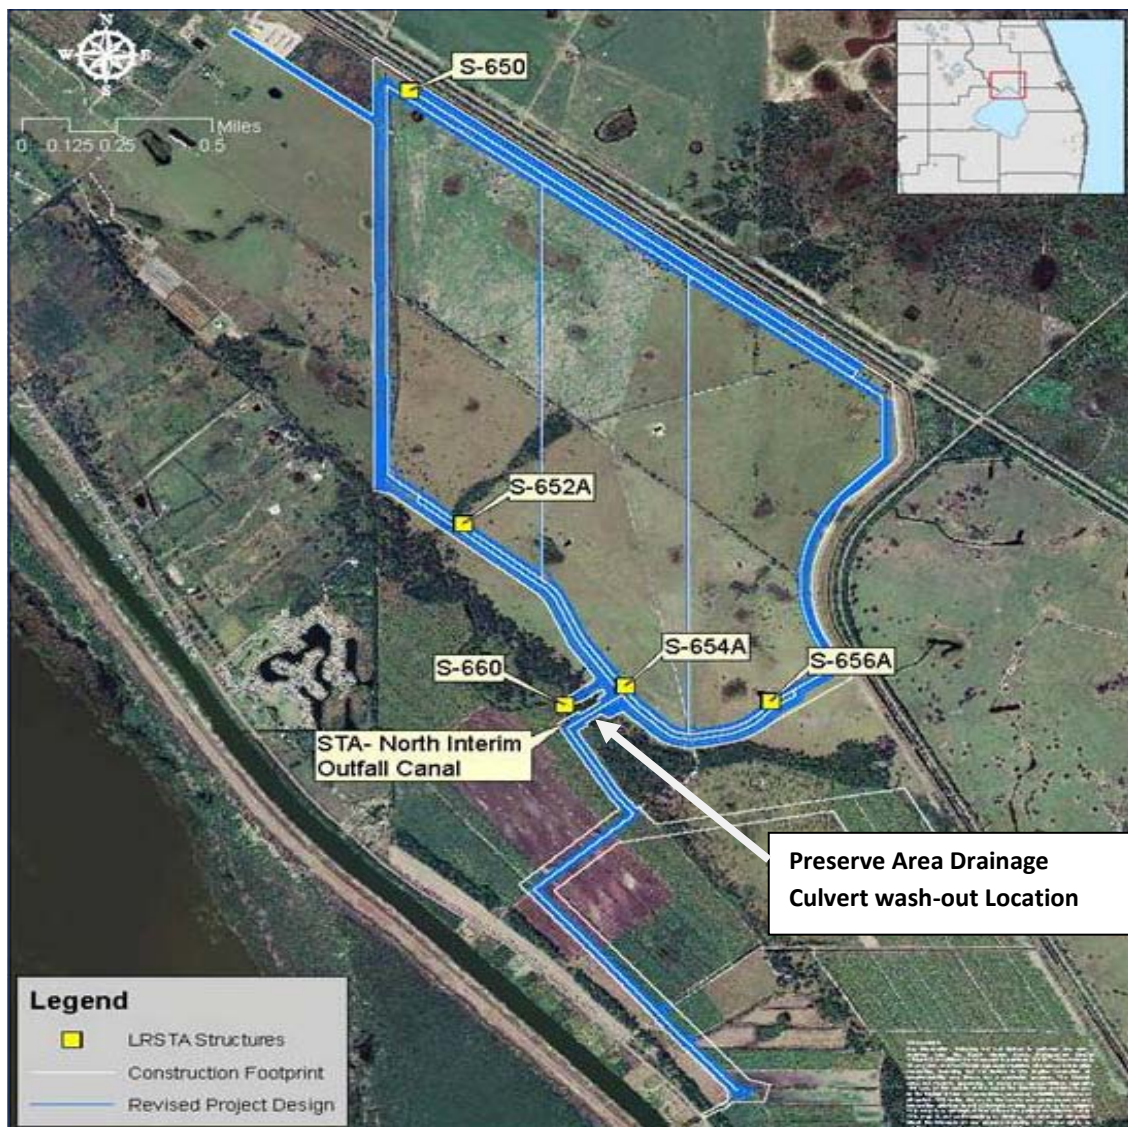 N
W E
S
S-650
Miles
0 0.125 0.25 0.5
S-652A
S-654A
S-660
S-656A
STA- North Interim
Outfall Canal
Preserve Area Drainage
Culvert wash-out Location
Legend
LRSTA Structures
Construction Footprint
Revised Project Design